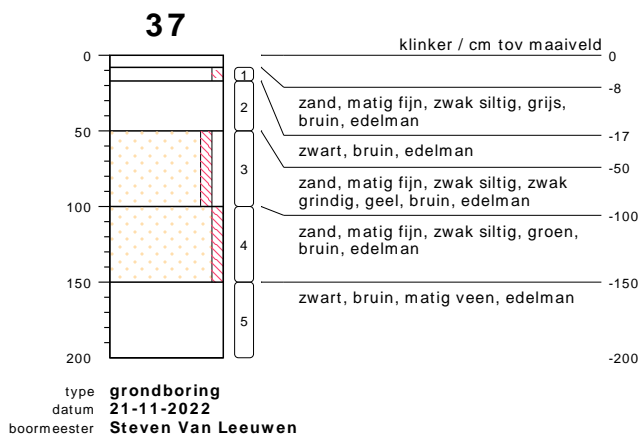 37
klinker / cm tov maaiveld
0
0
1
-8
zand, matig fijn, zwak siltig, grijs,
bruin, edelman
2
-17
50
zwart, bruin, edelman
-50
3
zand, matig fijn, zwak siltig, zwak
grindig, geel, bruin, edelman
100
-100
zand, matig fijn, zwak siltig, groen,
bruin, edelman
4
150
-150
zwart, bruin, matig veen, edelman
5
200
-200
type grondboring
datum 21-11-2022
boormeester Steven Van Leeuwen